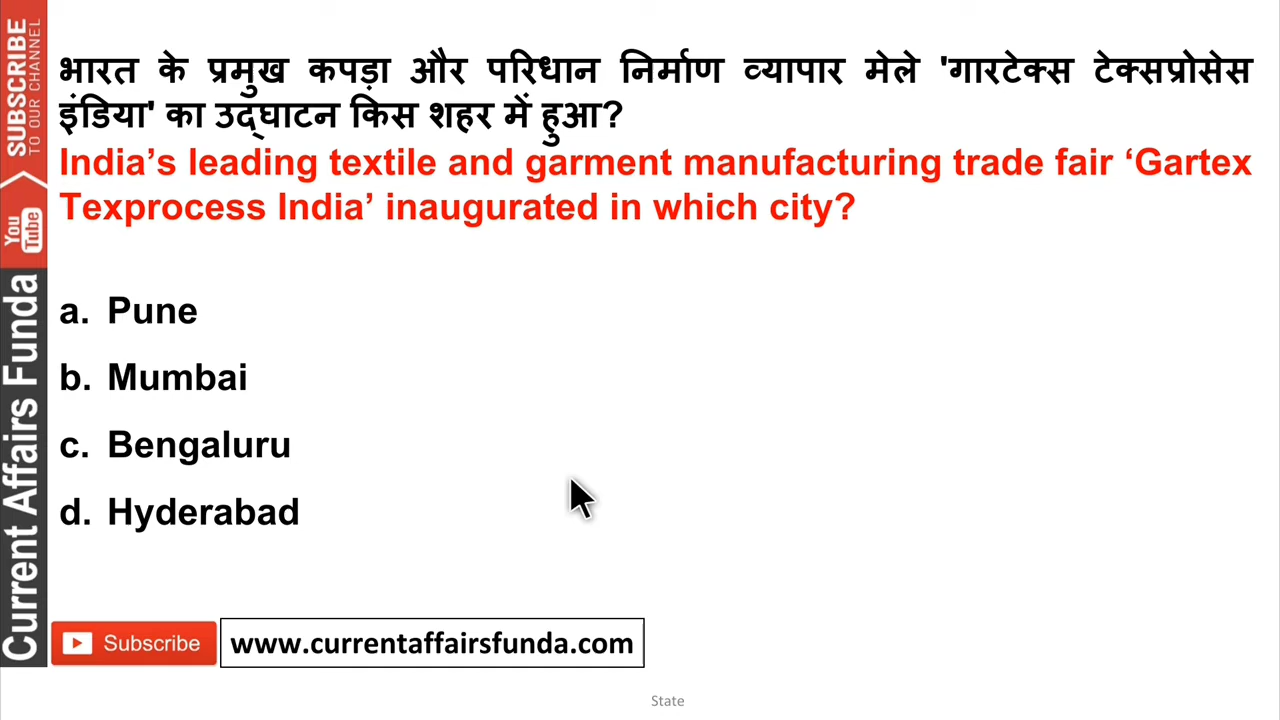 भारत के प्रमुख कपड़ा और परिधान निर्माण व्यापार मेले 'गारटेक्स टेक्सप्रोसेस
इंडिया' का उद्घाटन किस शहर में हुआ?
India’s leading textile and garment manufacturing trade fair ‘Gartex
Texprocess India’ inaugurated in which city?
a. Pune
b. Mumbai
c. Bengaluru
d. Hyderabad
SUBSCRIBE
TO OUR CHANNEL
You
Tube
Current Affairs Funda
Subscribe
www.currentaffairsfunda.com
State